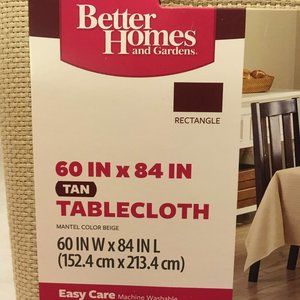 Better
Homes
and Gardens
RECTANGLE
60 IN x 84 IN
TAN
TABLECLOTH
MANTEL COLOR BEIGE
60 IN W x 84 IN L
(152.4 cm x 213.4 cm)
Easy Care Machine Washable